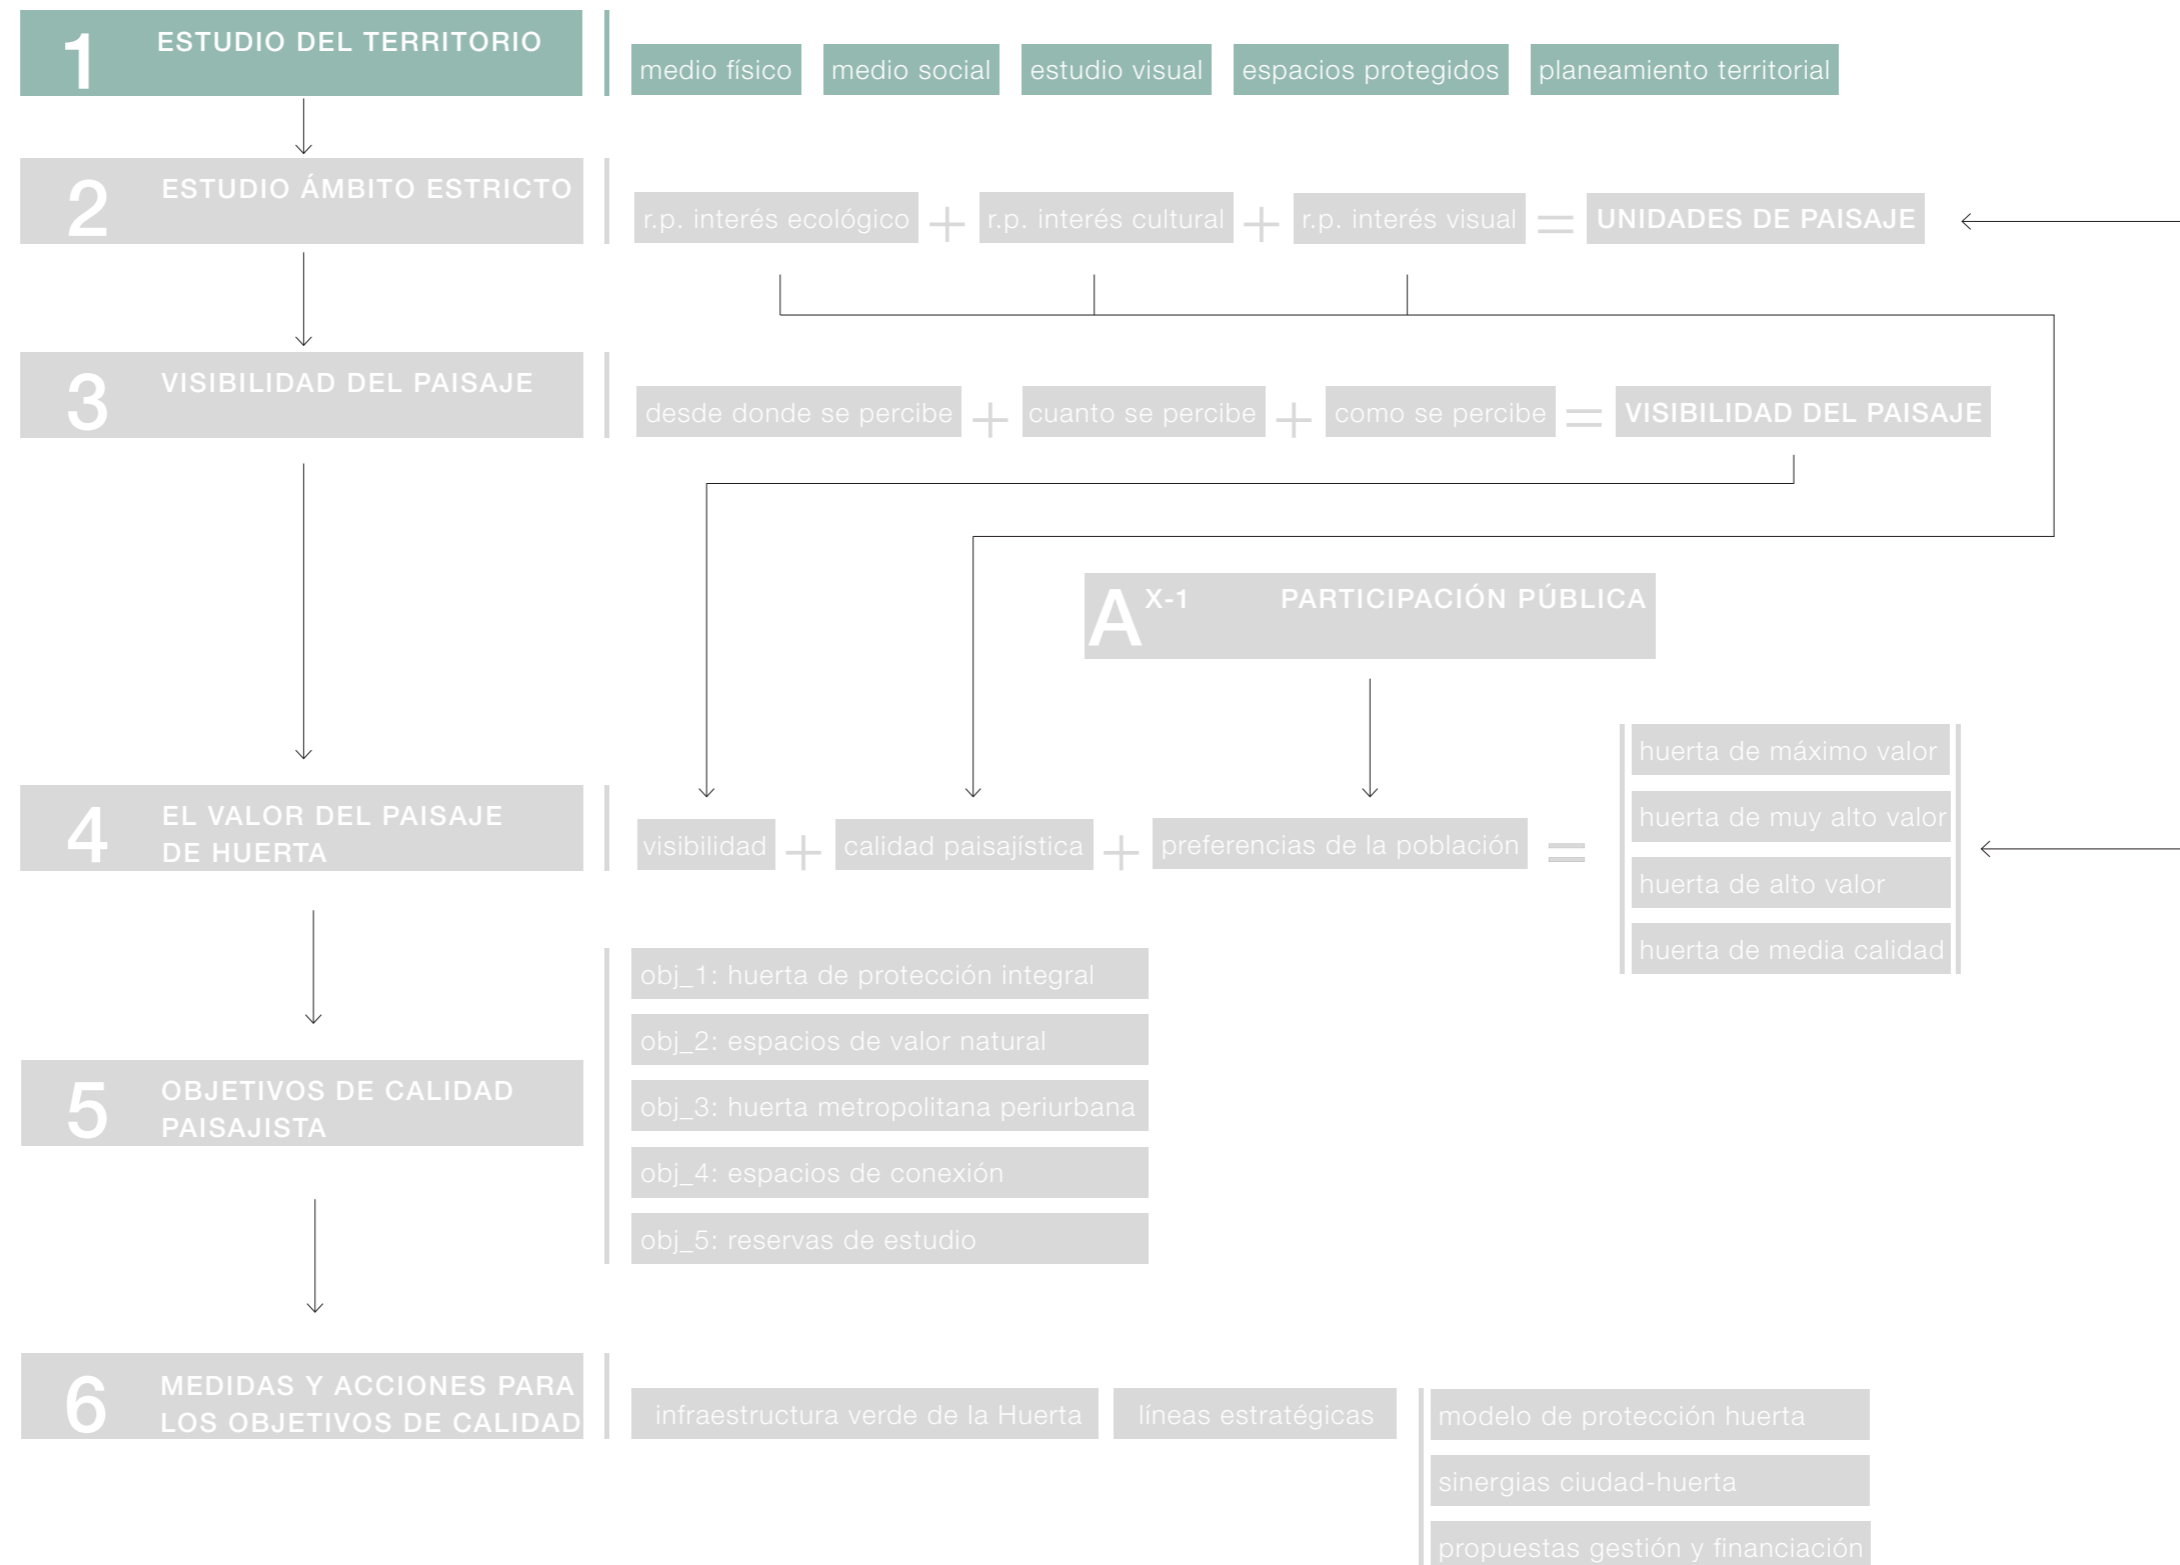 1 ESTUDIO DEL TERRITORIO
medio físico medio social estudio visual espacios protegidos planeamiento territorial
2 ESTUDIO ÁMBITO ESTRICTO
r.p. interés ecológico + r.p. interés cultural + r.p. interés visual = UNIDADES DE PAISAJE
3 VISIBILIDAD DEL PAISAJE
desde donde se percibe + cuanto se percibe + como se percibe = VISIBILIDAD DEL PAISAJE
A X-1 PARTICIPACIÓN PÚBLICA
4 EL VALOR DEL PAISAJE
DE HUERTA
visibilidad + calidad paisajística + preferencias de la población =
huerta de máximo valor
huerta de muy alto valor
huerta de alto valor
huerta de media calidad
5 OBJETIVOS DE CALIDAD
PAISAJISTA
obj_1: huerta de protección integral
obj_2: espacios de valor natural
obj_3: huerta metropolitana periurbana
obj_4: espacios de conexión
obj_5: reservas de estudio
6 MEDIDAS Y ACCIONES PARA
LOS OBJETIVOS DE CALIDAD
infraestructura verde de la Huerta líneas estratégicas
modelo de protección huerta
sinergias ciudad-huerta
propuestas gestión y financiación